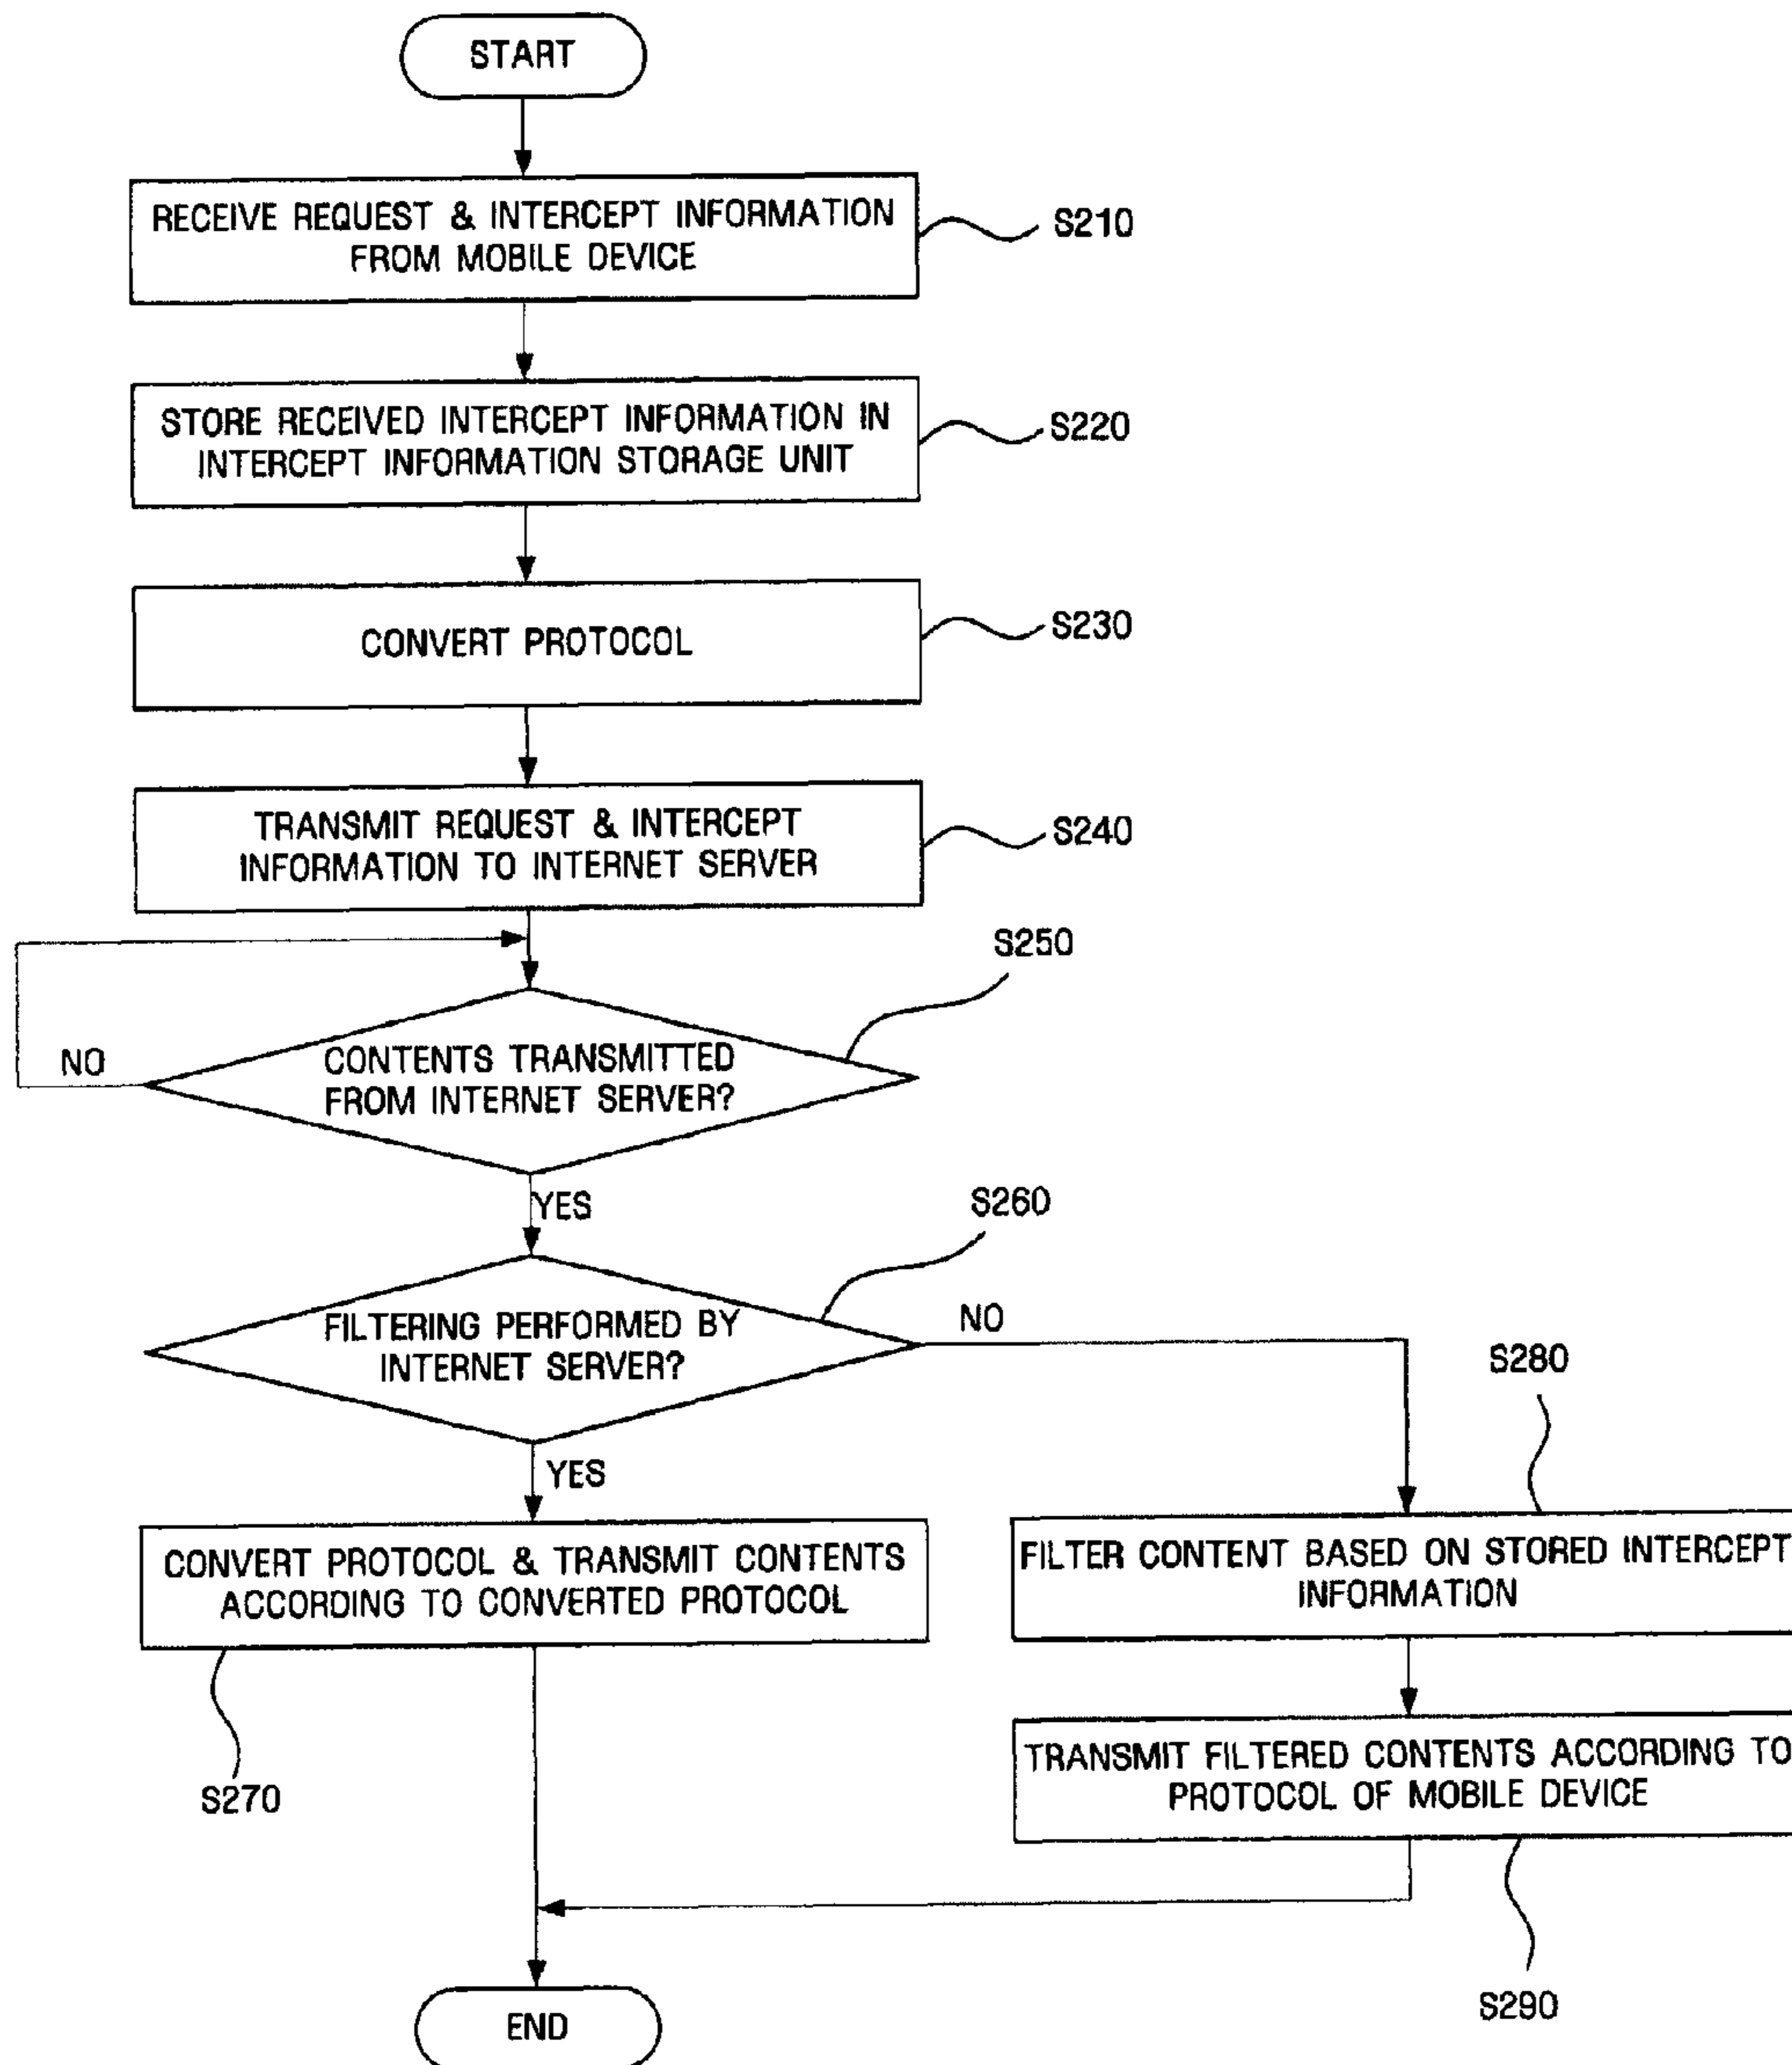 START
RECEIVE REQUEST & INTERCEPT INFORMATION
FROM MOBILE DEVICE
S210
STORE RECEIVED INTERCEPT INFORMATION IN
INTERCEPT INFORMATION STORAGE UNIT
S220
CONVERT PROTOCOL
S230
TRANSMIT REQUEST & INTERCEPT
INFORMATION TO INTERNET SERVER
S240
S250
NO
CONTENTS TRANSMITTED
FROM INTERNET SERVER?
YES
S260
FILTERING PERFORMED BY
INTERNET SERVER?
NO
S280
YES
CONVERT PROTOCOL & TRANSMIT CONTENTS
ACCORDING TO CONVERTED PROTOCOL
S270
FILTER CONTENT BASED ON STORED INTERCEPT
INFORMATION
TRANSMIT FILTERED CONTENTS ACCORDING TO
PROTOCOL OF MOBILE DEVICE
S290
END